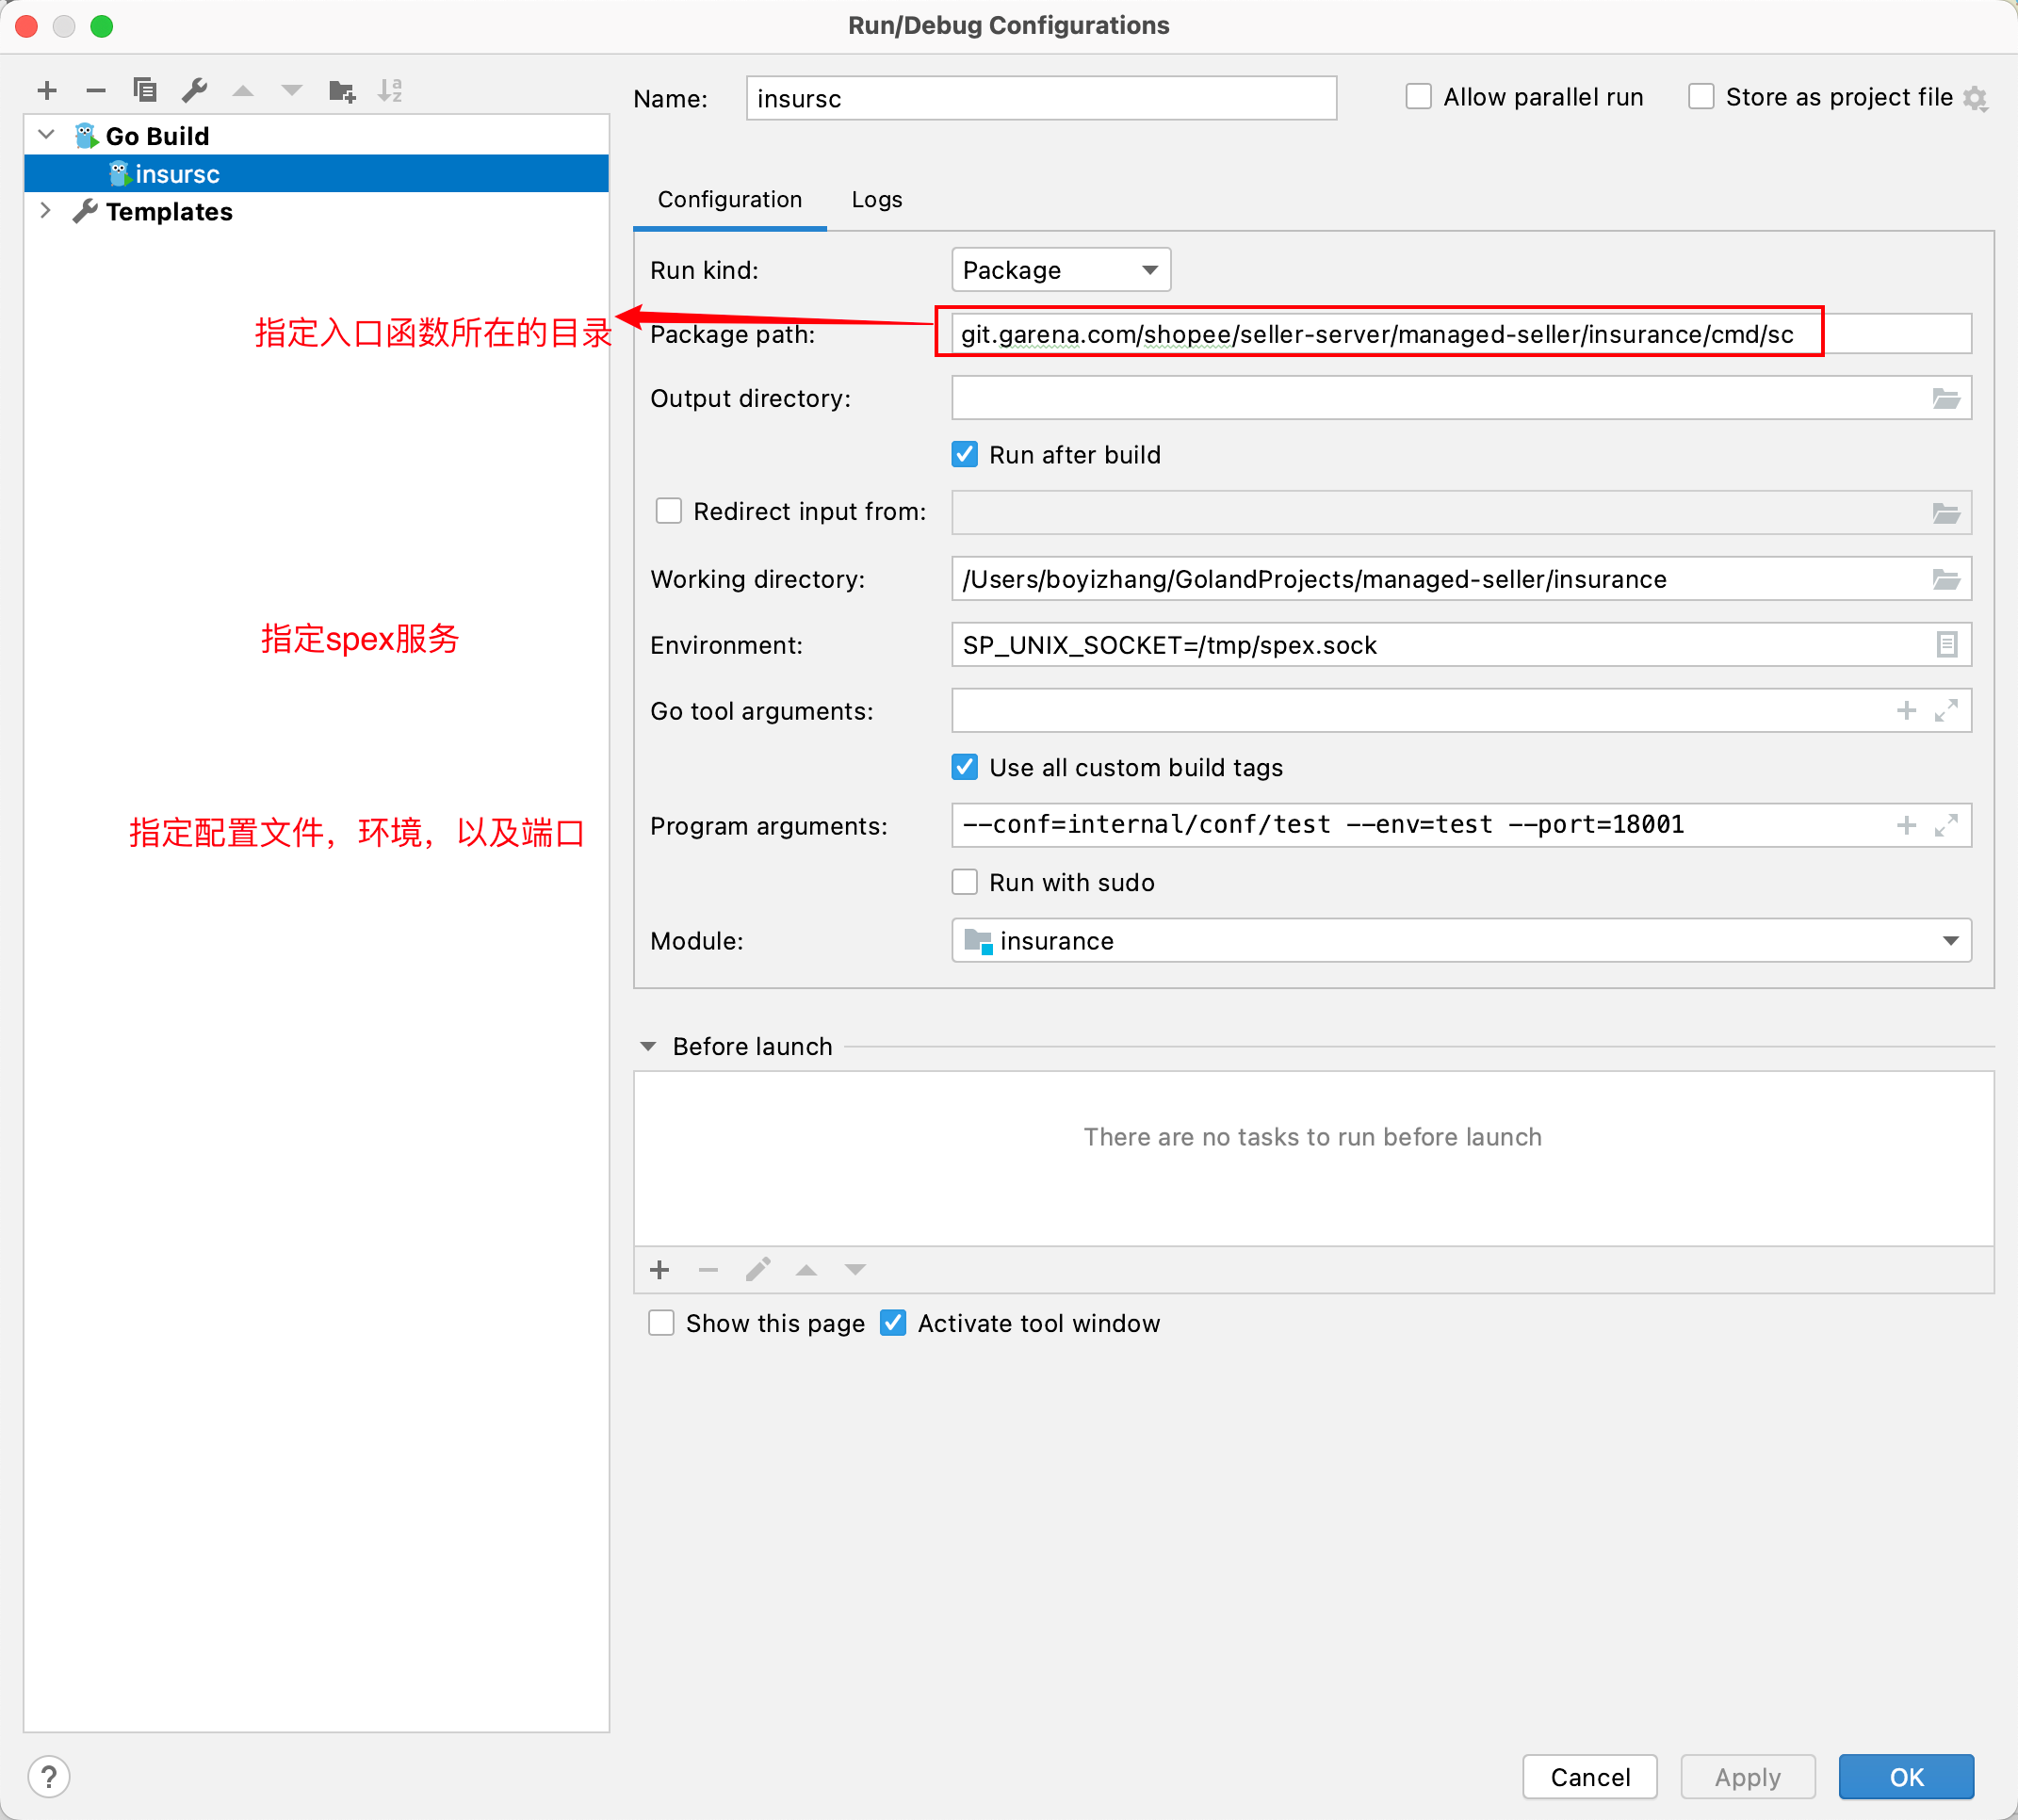 Run/Debug Configurations
Name:
insursc
Allow parallel run
Store as project file
Go Build
insursc
Templates
Configuration
Logs
Run kind:
Package
指定入口函数所在的目录
Package path:
git.garena.com/shopee/seller-server/managed-seller/insurance/cmd/sc
Output directory:
Run after build
Redirect input from:
Working directory:
/Users/boyizhang/GolandProjects/managed-seller/insurance
指定spex服务
Environment:
SP_UNIX_SOCKET=/tmp/spex.sock
Go tool arguments:
Use all custom build tags
指定配置文件，环境，以及端口
Program arguments:
--conf=internal/conf/test --env=test --port=18001
Run with sudo
Module:
insurance
Before launch
There are no tasks to run before launch
Show this page
Activate tool window
?
Cancel
Apply
OK